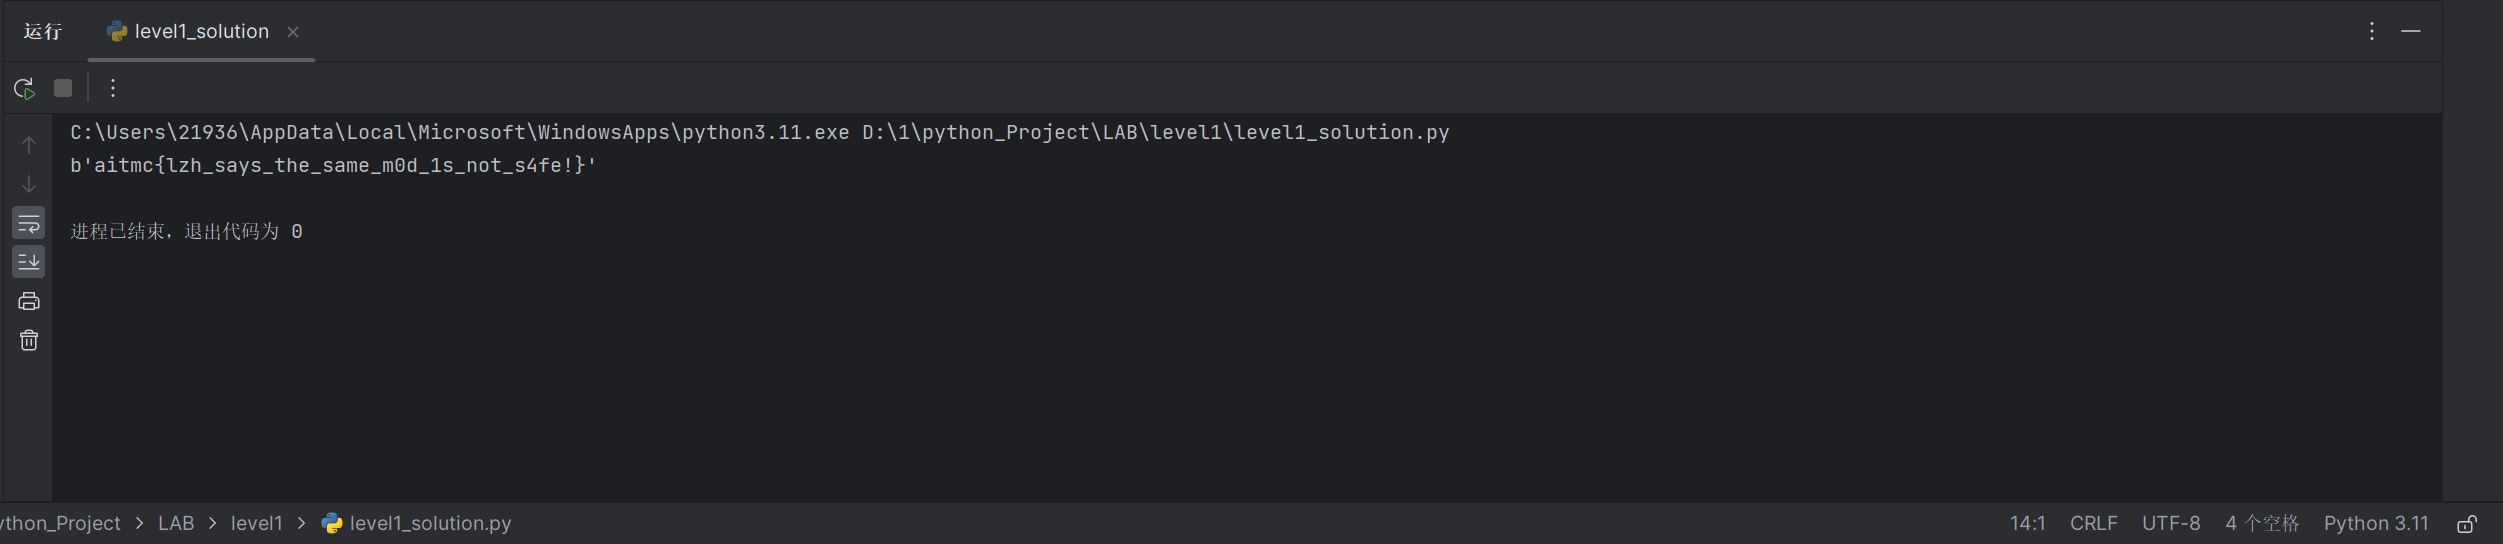 运行 level1_solution
C:\Users\21936\AppData\Local\Microsoft\WindowsApps\python3.11.exe D:\1\python_Project\LAB\level1\level1_solution.py
b'aitmc{lzh_says_the_same_m0d_1s_not_s4fe!}'
进程已结束，退出代码为 0
ython_Project > LAB > level1 > level1_solution.py 14:1 CRLF UTF-8 4 个空格 Python 3.11